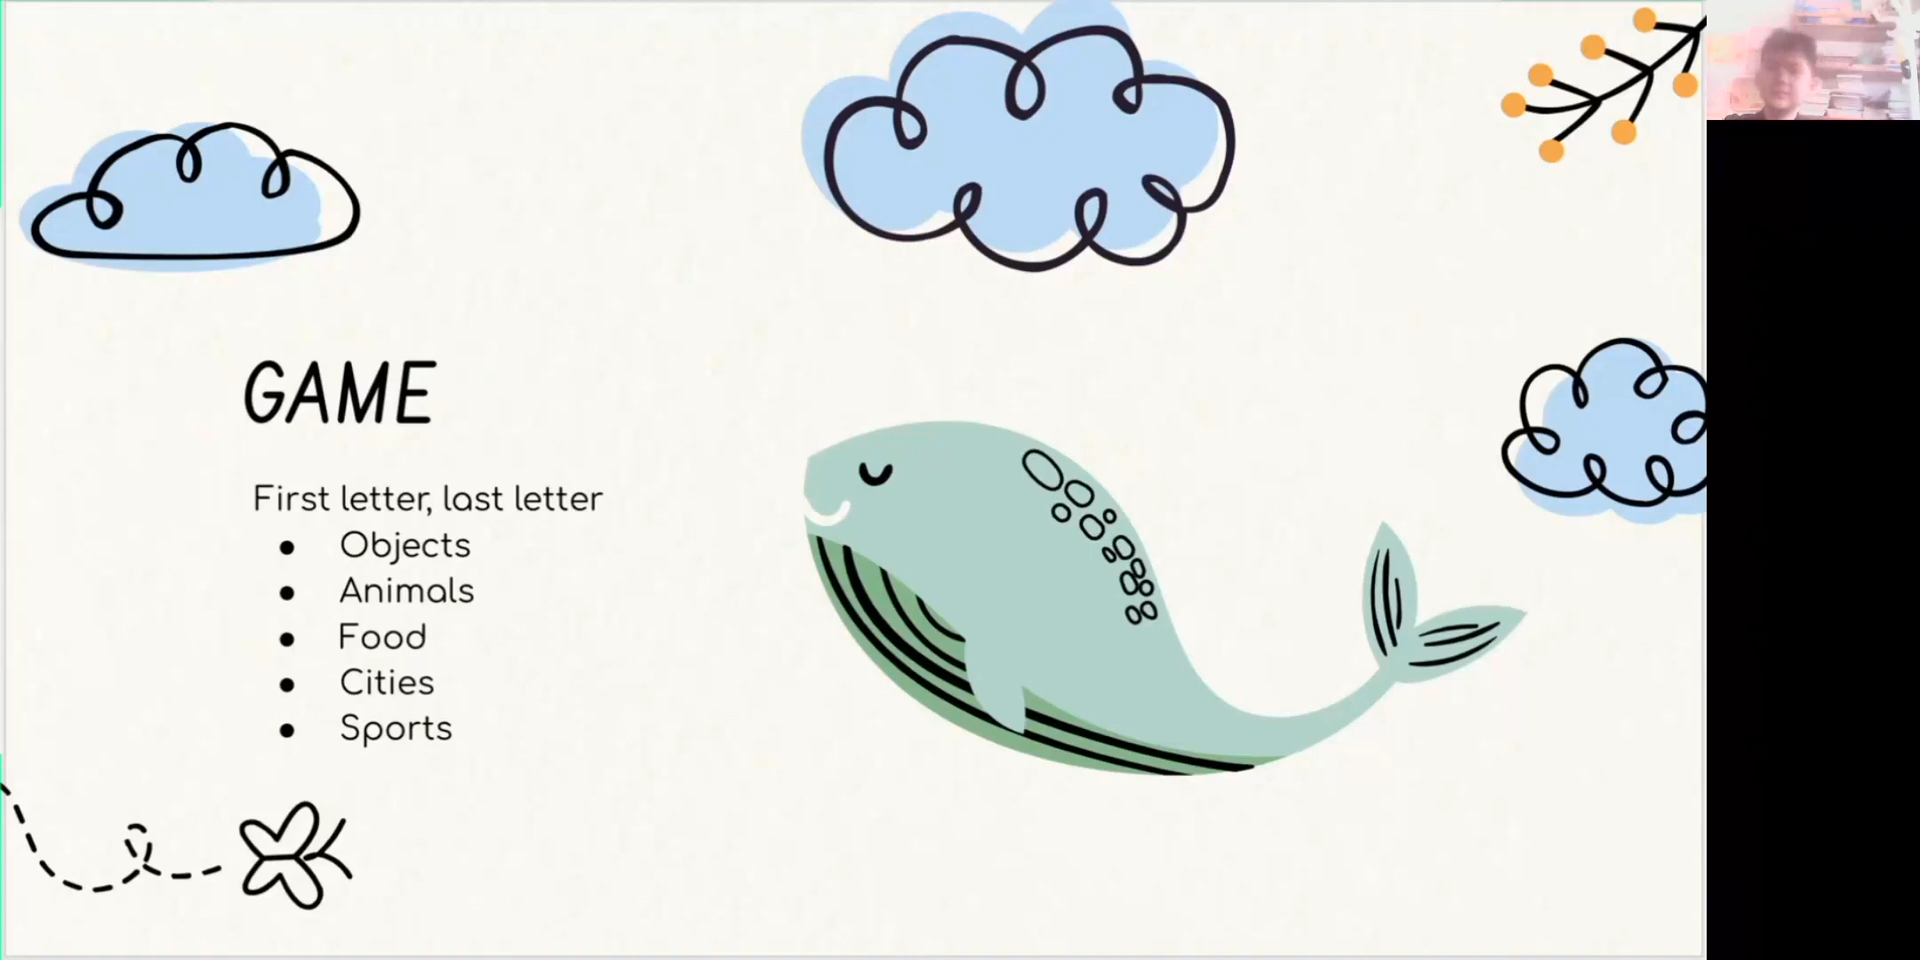 GAME
First letter, last letter
● Objects
● Animals
● Food
● Cities
● Sports